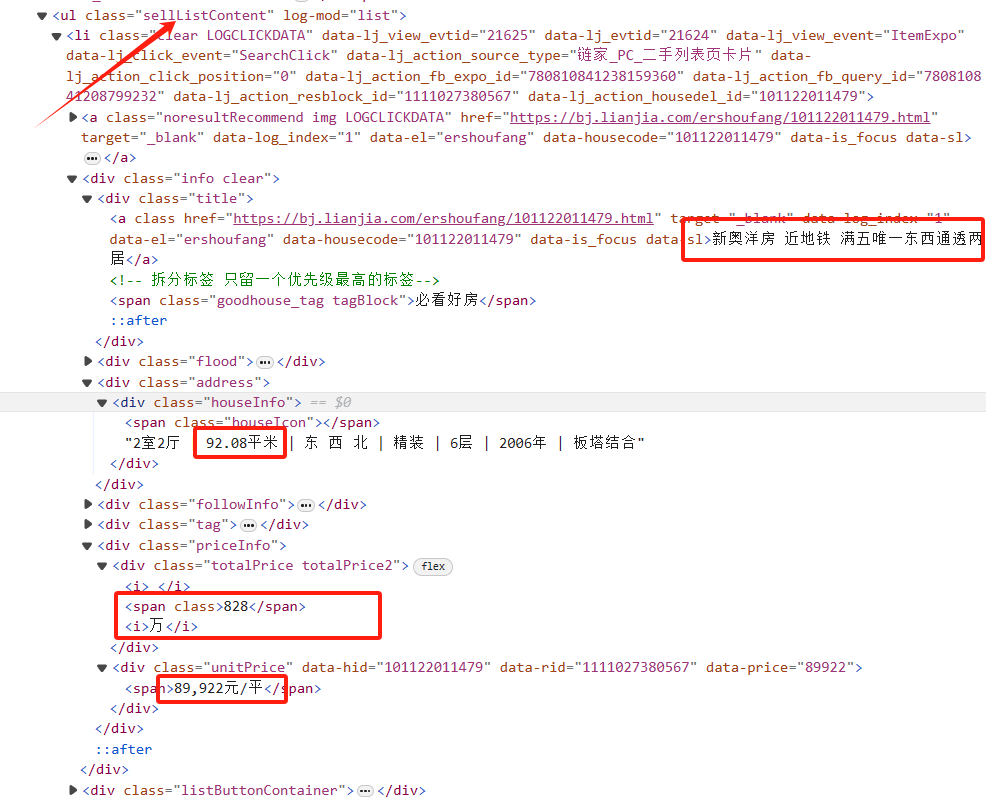 <ul class="sellListContent" log-mod="list">
<li class="clear LOGCLICKDATA" data-lj_view_evtid="21625" data-lj_evtid="21624" data-lj_view_event="ItemExpo"
data-lj_click_event="SearchClick" data-lj_action_source_type="链家_PC_二手列表页卡片" data-
lj_action_click_position="0" data-lj_action_fb_expo_id="780810841238159360" data-lj_action_fb_query_id="7808108
41208799232" data-lj_action_resblock_id="1111027380567" data-lj_action_housedel_id="101122011479">
<a class="noresultRecommend img LOGCLICKDATA" href="https://bj.lianjia.com/ershoufang/101122011479.html"
target="_blank" data-log_index="1" data-el="ershoufang" data-housecode="101122011479" data-is_focus data-sl>
… </a>
<div class="info clear">
<div class="title">
<a class href="https://bj.lianjia.com/ershoufang/101122011479.html" target="_blank" data-log_index="1"
data-el="ershoufang" data-housecode="101122011479" data-is_focus data-sl>新奥洋房 近地铁 满五唯一东西通透两
居</a>
<!-- 拆分标签 只留一个优先级最高的标签-->
<span class="goodhouse_tag tagBlock">必看好房</span>
::after
</div>
<div class="flood"> … </div>
<div class="address">
<div class="houseInfo"> == $0
<span class="houseIcon"></span>
"2室2厅 | 92.08平米 | 东 西 北 | 精装 | 6层 | 2006年 | 板塔结合"
</div>
</div>
<div class="followInfo"> … </div>
<div class="tag"> … </div>
<div class="priceInfo">
<div class="totalPrice totalPrice2"> flex
<i> </i>
<span class>828</span>
<i>万</i>
</div>
<div class="unitPrice" data-hid="101122011479" data-rid="1111027380567" data-price="89922">
<span>89,922元/平</span>
</div>
</div>
::after
</div>
<div class="listButtonContainer"> … </div>